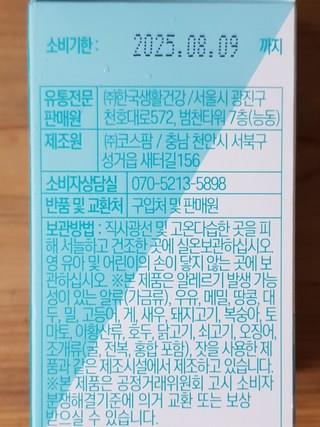 소비기한 : 2025.08.09 까지
유통전문 판매원 ㈜한국생활건강 / 서울시 광진구
천호대로572, 범천타워 7층(능동)
제조원 ㈜코스팜 / 충남 천안시 서북구
성거읍 새터길156
소비자상담실 070-5213-5898
반품 및 교환처 구입처 및 판매원
보관방법 : 직사광선 및 고온다습한 곳을 피
해 서늘하고 건조한 곳에 실온보관하십시오.
영 유아 및 어린이의 손이 닿지 않는 곳에 보
관하십시오 ※본 제품은 알레르기 발생 가능
성이 있는 알류(가금류), 우유, 메밀, 땅콩, 대
두, 밀, 고등어, 게, 새우, 돼지고기, 복숭아, 토
마토, 아황산류, 호두, 닭고기, 쇠고기, 오징어,
조개류(굴, 전복, 홍합 포함), 잣을 사용한 제
품과 같은 제조시설에서 제조하고 있습니다.
※본 제품은 공정거래위원회 고시 소비자
분쟁해결기준에 의거 교환 또는 보상
받으실 수 있습니다.